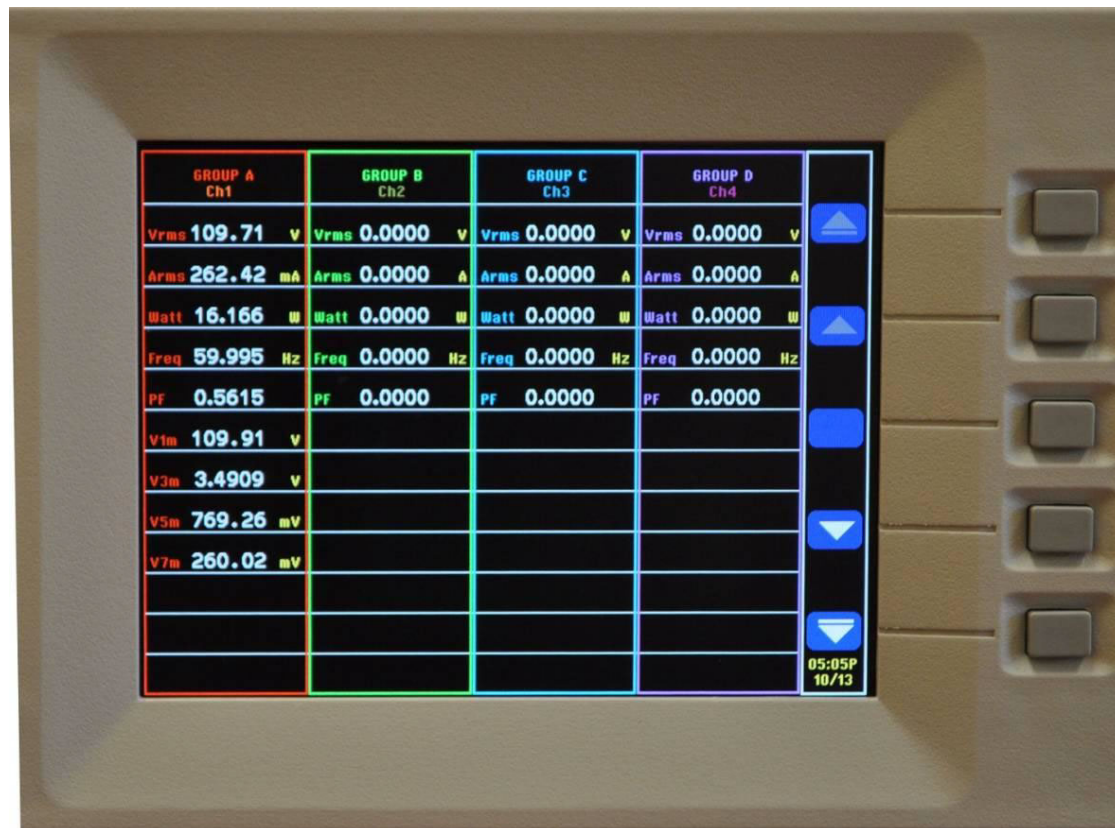 GROUP A GROUP B GROUP C GROUP D
Ch1 Ch2 Ch3 Ch4
Vrms 109.71 V Vrms 0.0000 V Vrms 0.0000 V Vrms 0.0000 V
Arms 262.42 mA Arms 0.0000 A Arms 0.0000 A Arms 0.0000 A
Watt 16.166 W Watt 0.0000 W Watt 0.0000 W Watt 0.0000 W
Freq 59.995 Hz Freq 0.0000 Hz Freq 0.0000 Hz Freq 0.0000 Hz
PF 0.5615 PF 0.0000 PF 0.0000 PF 0.0000
V1m 109.91 V
V3m 3.4909 V
V5m 769.26 mV
V7m 260.02 mV
05:05P
10/13